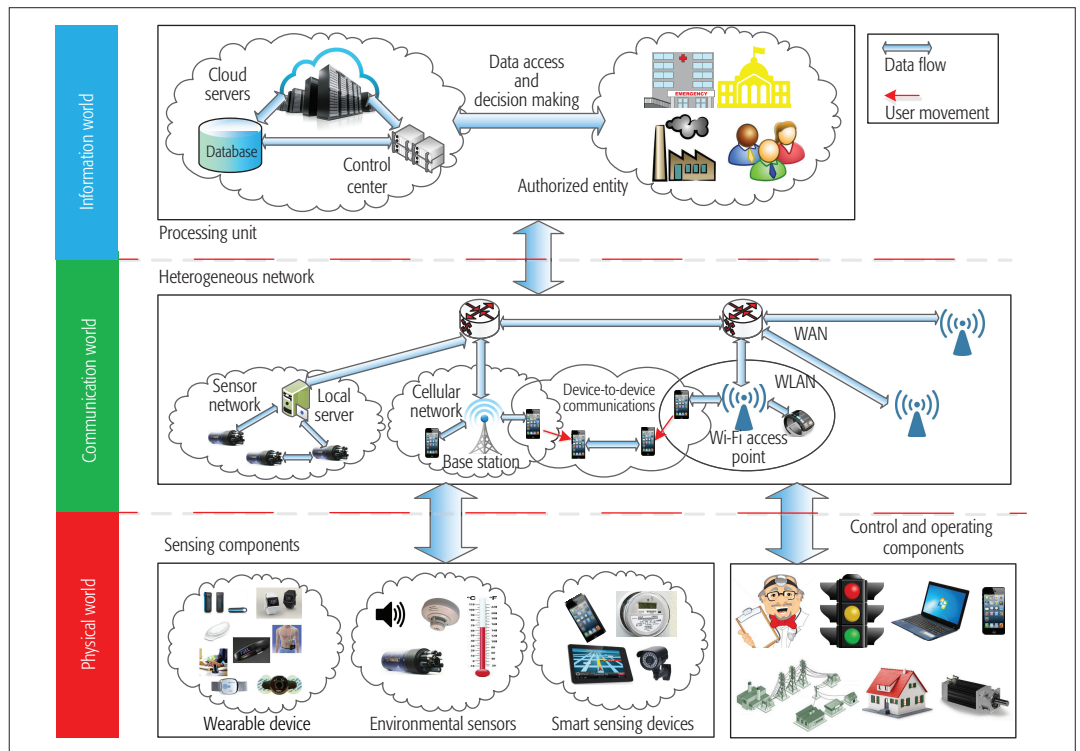 Information world
Cloud
servers
Database
Control
center
Data access
and
decision making
EMERGENCY
Authorized entity
Data flow
User movement
Processing unit
Communication world
Heterogeneous network
WAN
Sensor
network
Local
server
Cellular
network
Base station
Device-to-device
communications
WLAN
Wi-Fi access
point
Physical world
Sensing components
Control and operating
components
Wearable device
Environmental sensors
Smart sensing devices